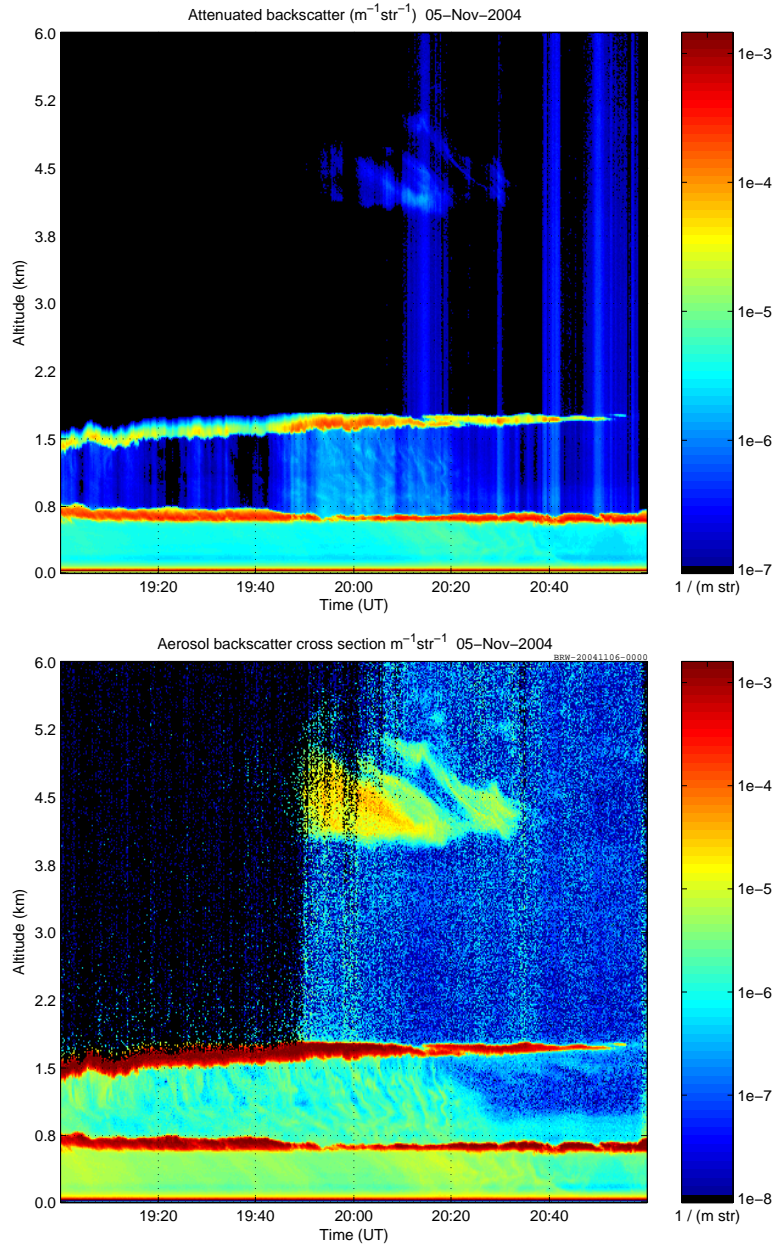 Attenuated backscatter (m⁻¹str⁻¹) 05−Nov−2004
6.0
5.2
4.5
3.8
3.0
2.2
1.5
0.8
0.0
Altitude (km)
19:20 19:40 20:00 20:20 20:40
Time (UT)
1e−3
1e−4
1e−5
1e−6
1e−7
1 / (m str)
Aerosol backscatter cross section m⁻¹str⁻¹ 05−Nov−2004
BRW-20041106-0000
6.0
5.2
4.5
3.8
3.0
2.2
1.5
0.8
0.0
Altitude (km)
19:20 19:40 20:00 20:20 20:40
Time (UT)
1e−3
1e−4
1e−5
1e−6
1e−7
1e−8
1 / (m str)